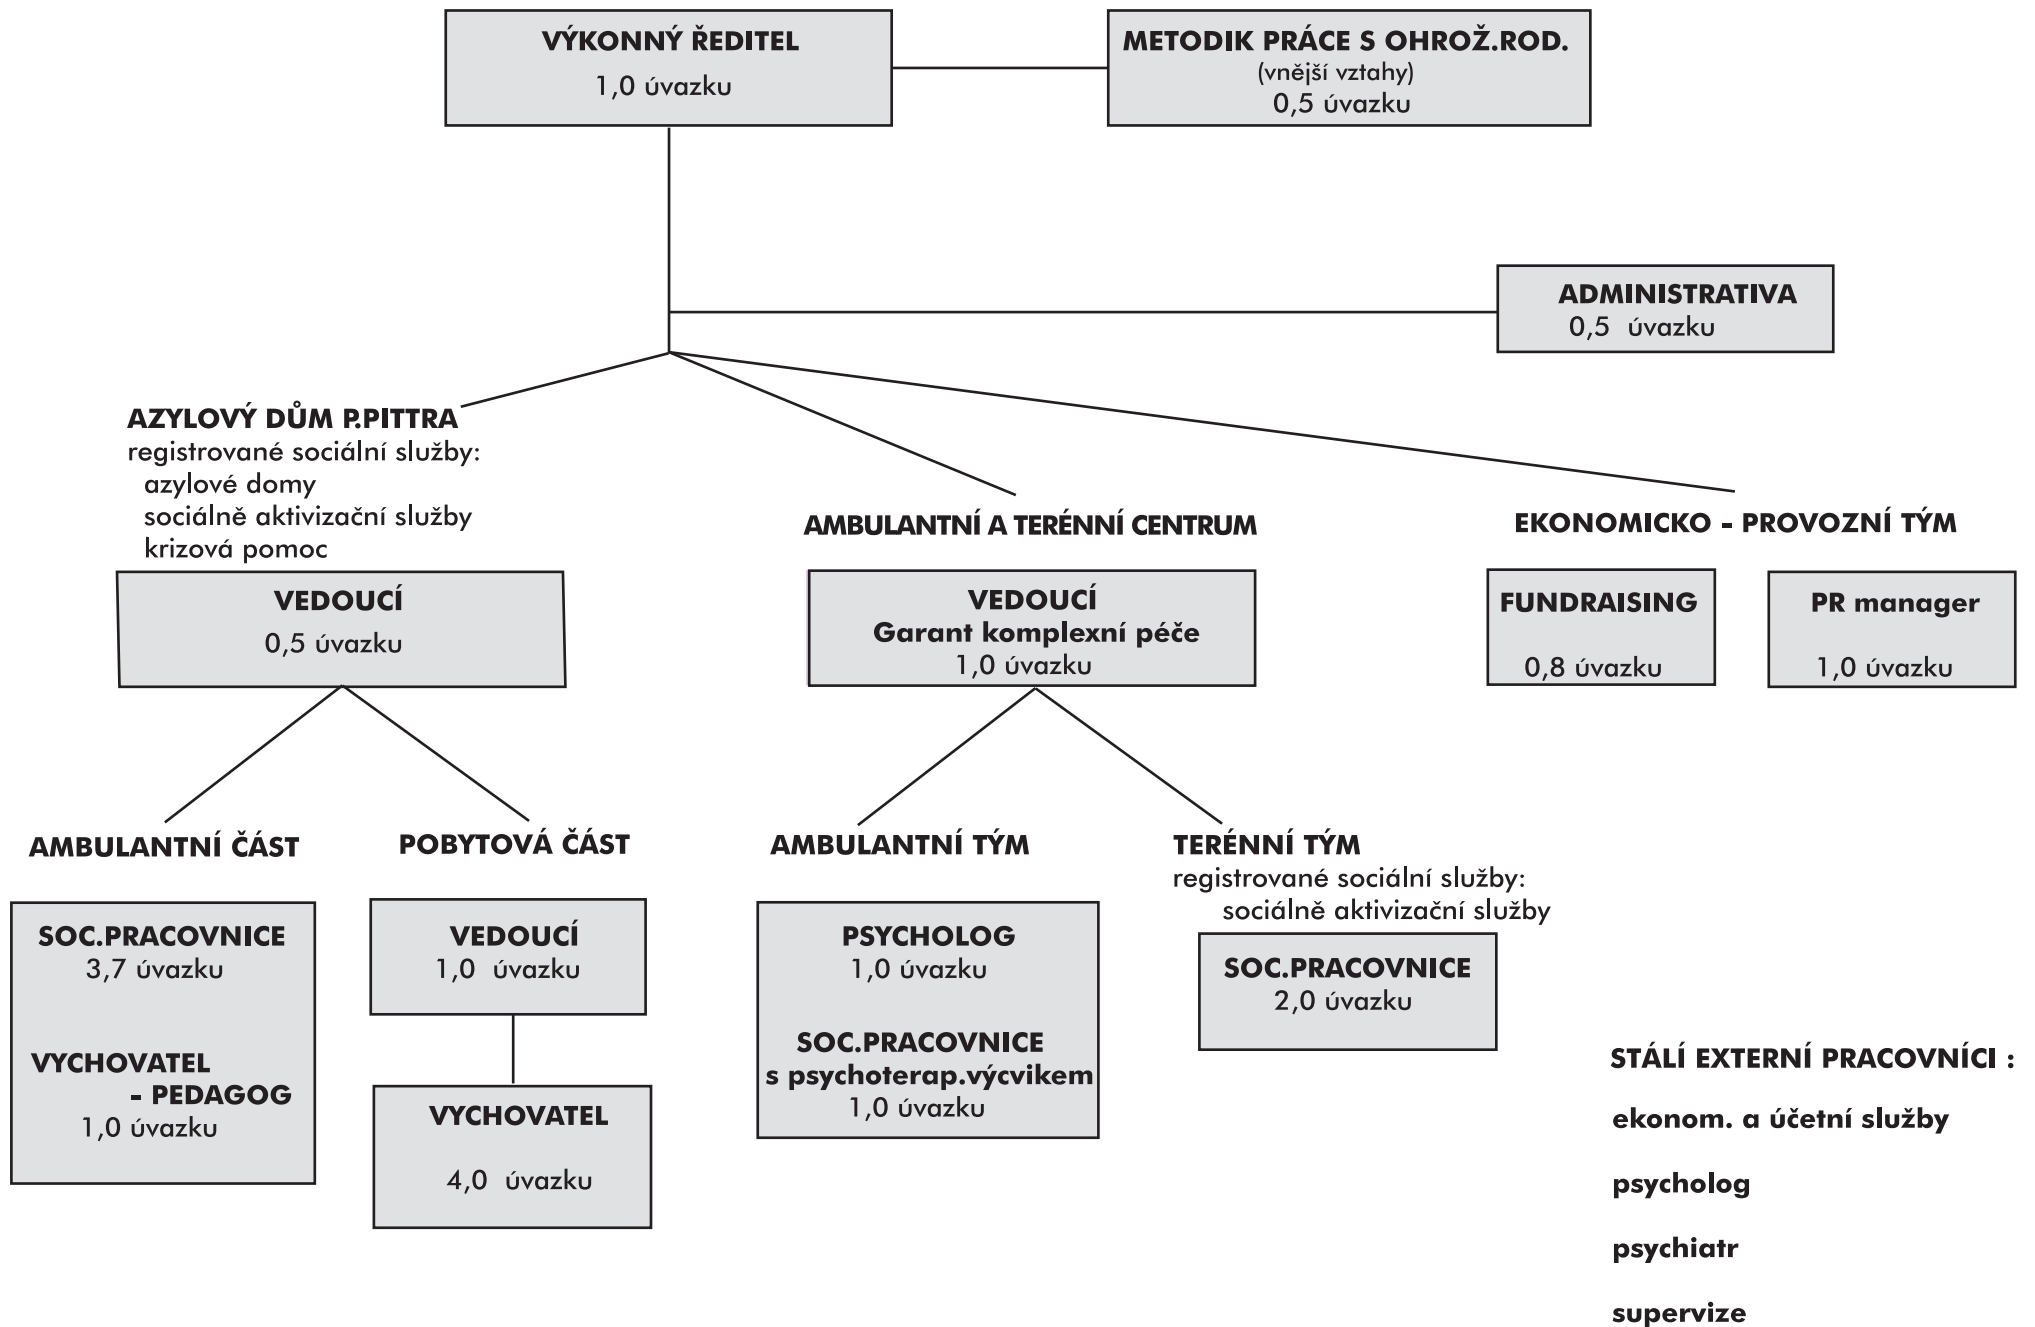 VÝKONNÝ ŘEDITEL
1,0 úvazku
METODIK PRÁCE S OHROŽ.ROD.
(vnější vztahy)
0,5 úvazku
ADMINISTRATIVA
0,5 úvazku
AZYLOVÝ DŮM P.PITTRA
registrované sociální služby:
azylové domy
sociálně aktivizační služby
krizová pomoc
VEDOUCÍ
0,5 úvazku
AMBULANTNÍ A TERÉNNÍ CENTRUM
VEDOUCÍ
Garant komplexní péče
1,0 úvazku
EKONOMICKO - PROVOZNÍ TÝM
FUNDRAISING
0,8 úvazku
PR manager
1,0 úvazku
AMBULANTNÍ ČÁST
SOC.PRACOVNICE
3,7 úvazku
VYCHOVATEL
- PEDAGOG
1,0 úvazku
POBYTOVÁ ČÁST
VEDOUCÍ
1,0 úvazku
VYCHOVATEL
4,0 úvazku
AMBULANTNÍ TÝM
PSYCHOLOG
1,0 úvazku
SOC.PRACOVNICE
s psychoterap.výcvikem
1,0 úvazku
TERÉNNÍ TÝM
registrované sociální služby:
sociálně aktivizační služby
SOC.PRACOVNICE
2,0 úvazku
STÁLÍ EXTERNÍ PRACOVNÍCI :
ekonom. a účetní služby
psycholog
psychiatr
supervize